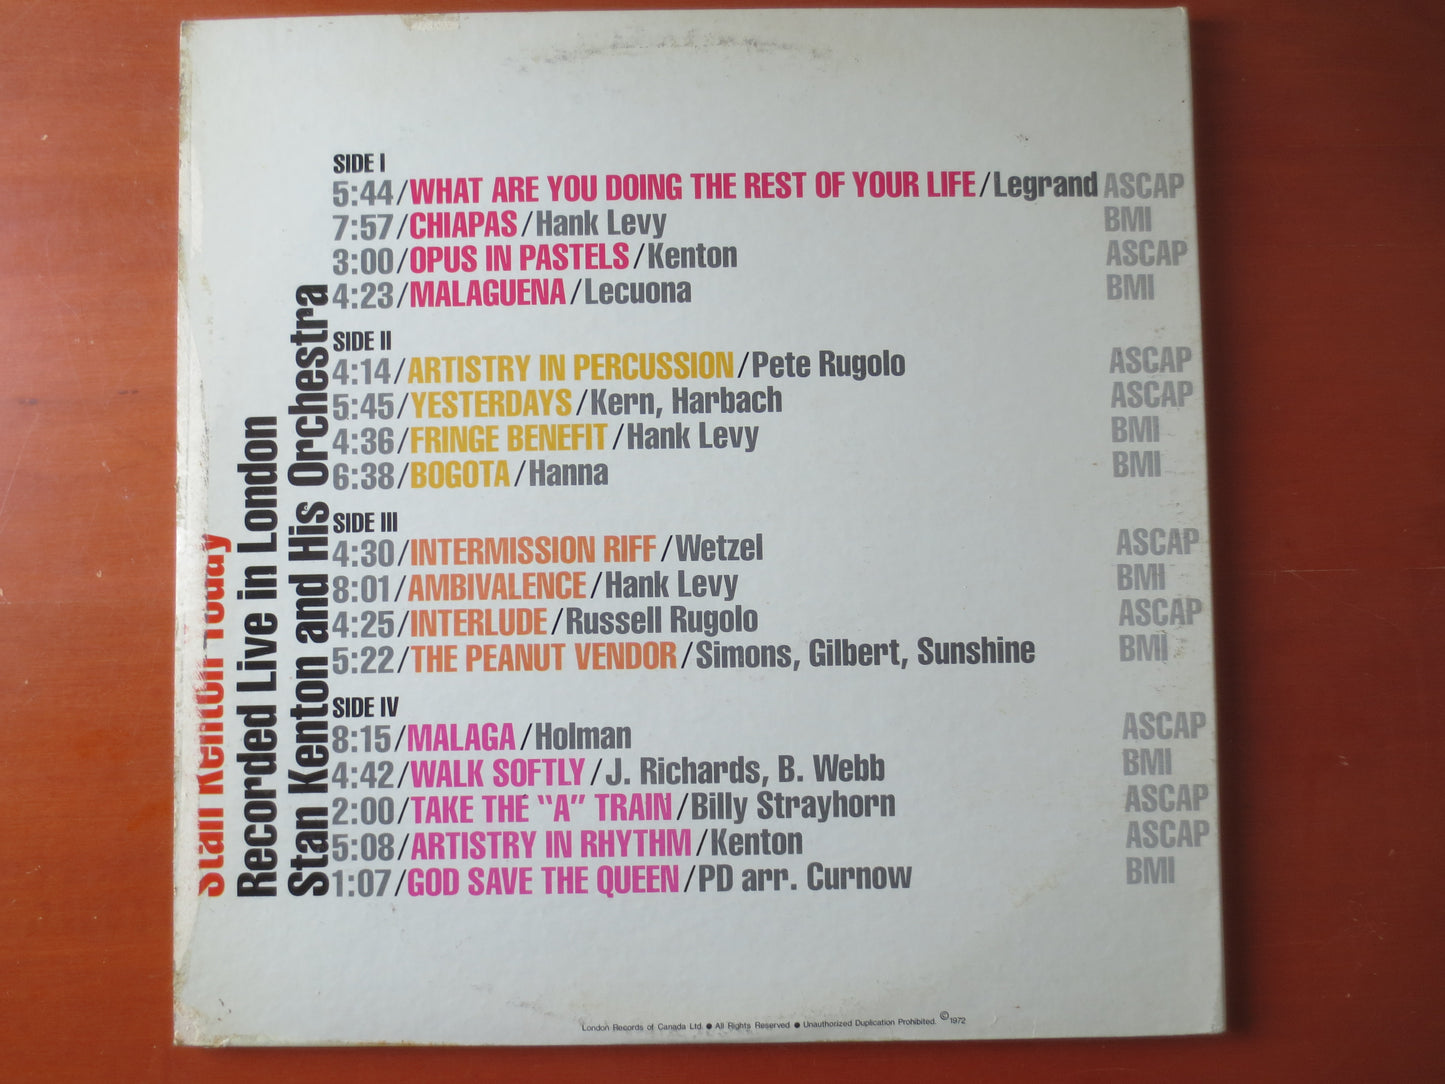 Stan Kenton Today
Recorded Live in London
Stan Kenton and His Orchestra
SIDE I
5:44/WHAT ARE YOU DOING THE REST OF YOUR LIFE/Legrand ASCAP
7:57/CHIAPAS/Hank Levy BMI
3:00/OPUS IN PASTELS/Kenton ASCAP
4:23/MALAGUENA/Lecuona BMI
SIDE II
4:14/ARTISTRY IN PERCUSSION/Pete Rugolo ASCAP
5:45/YESTERDAYS/Kern, Harbach ASCAP
4:36/FRINGE BENEFIT/Hank Levy BMI
6:38/BOGOTA/Hanna BMI
SIDE III
4:30/INTERMISSION RIFF/Wetzel ASCAP
8:01/AMBIVALENCE/Hank Levy BMI
4:25/INTERLUDE/Russell Rugolo ASCAP
5:22/THE PEANUT VENDOR/Simons, Gilbert, Sunshine BMI
SIDE IV
8:15/MALAGA/Holman ASCAP
4:42/WALK SOFTLY/J. Richards, B. Webb BMI
2:00/TAKE THE “A” TRAIN/Billy Strayhorn ASCAP
5:08/ARTISTRY IN RHYTHM/Kenton ASCAP
1:07/GOD SAVE THE QUEEN/PD arr. Curnow BMI
London Records of Canada Ltd. ● All Rights Reserved ● Unauthorized Duplication Prohibited. © 1972